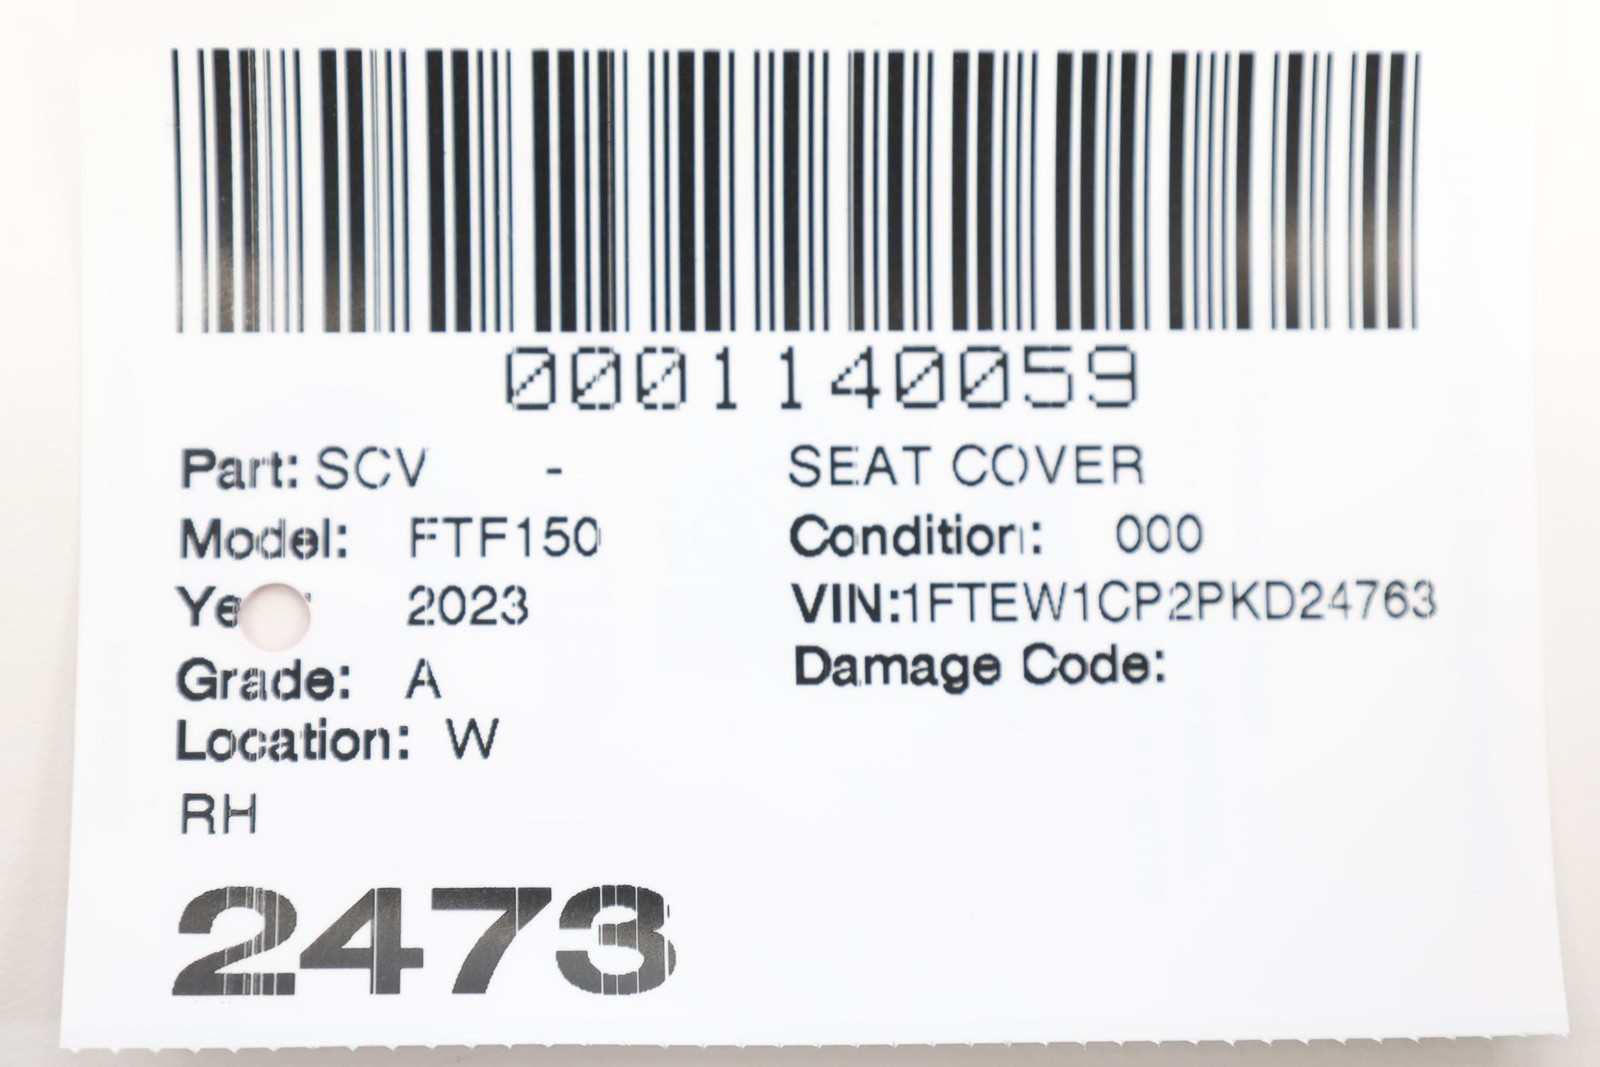 0001140059
Part: SCV - SEAT COVER
Model: FTF150 Condition: 000
2023 VIN:1FTEW1CP2PKD24763
Grade: A Damage Code:
Location: W
RH
2473